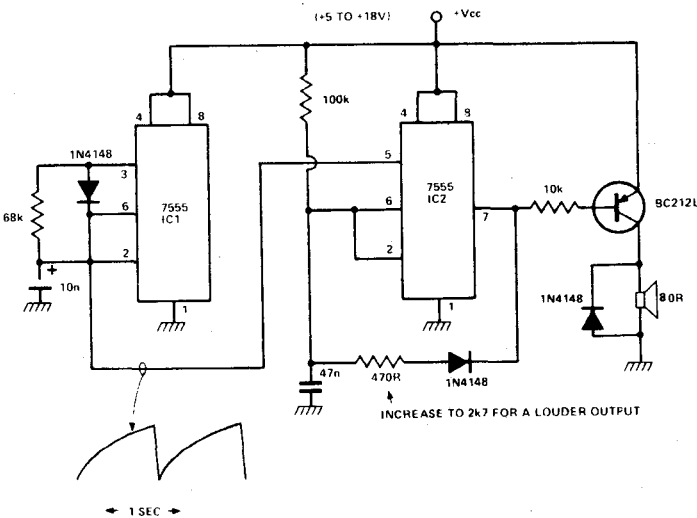 (+5 TO +18V)
+Vcc
4
8
100k
4
8
1N4148
3
5
68k
7555
IC1
6
7555
IC2
6
7
10k
BC212L
2
2
+
10n
1
1
1N4148
80R
47n
470R
1N4148
INCREASE TO 2k7 FOR A LOUDER OUTPUT
1 SEC